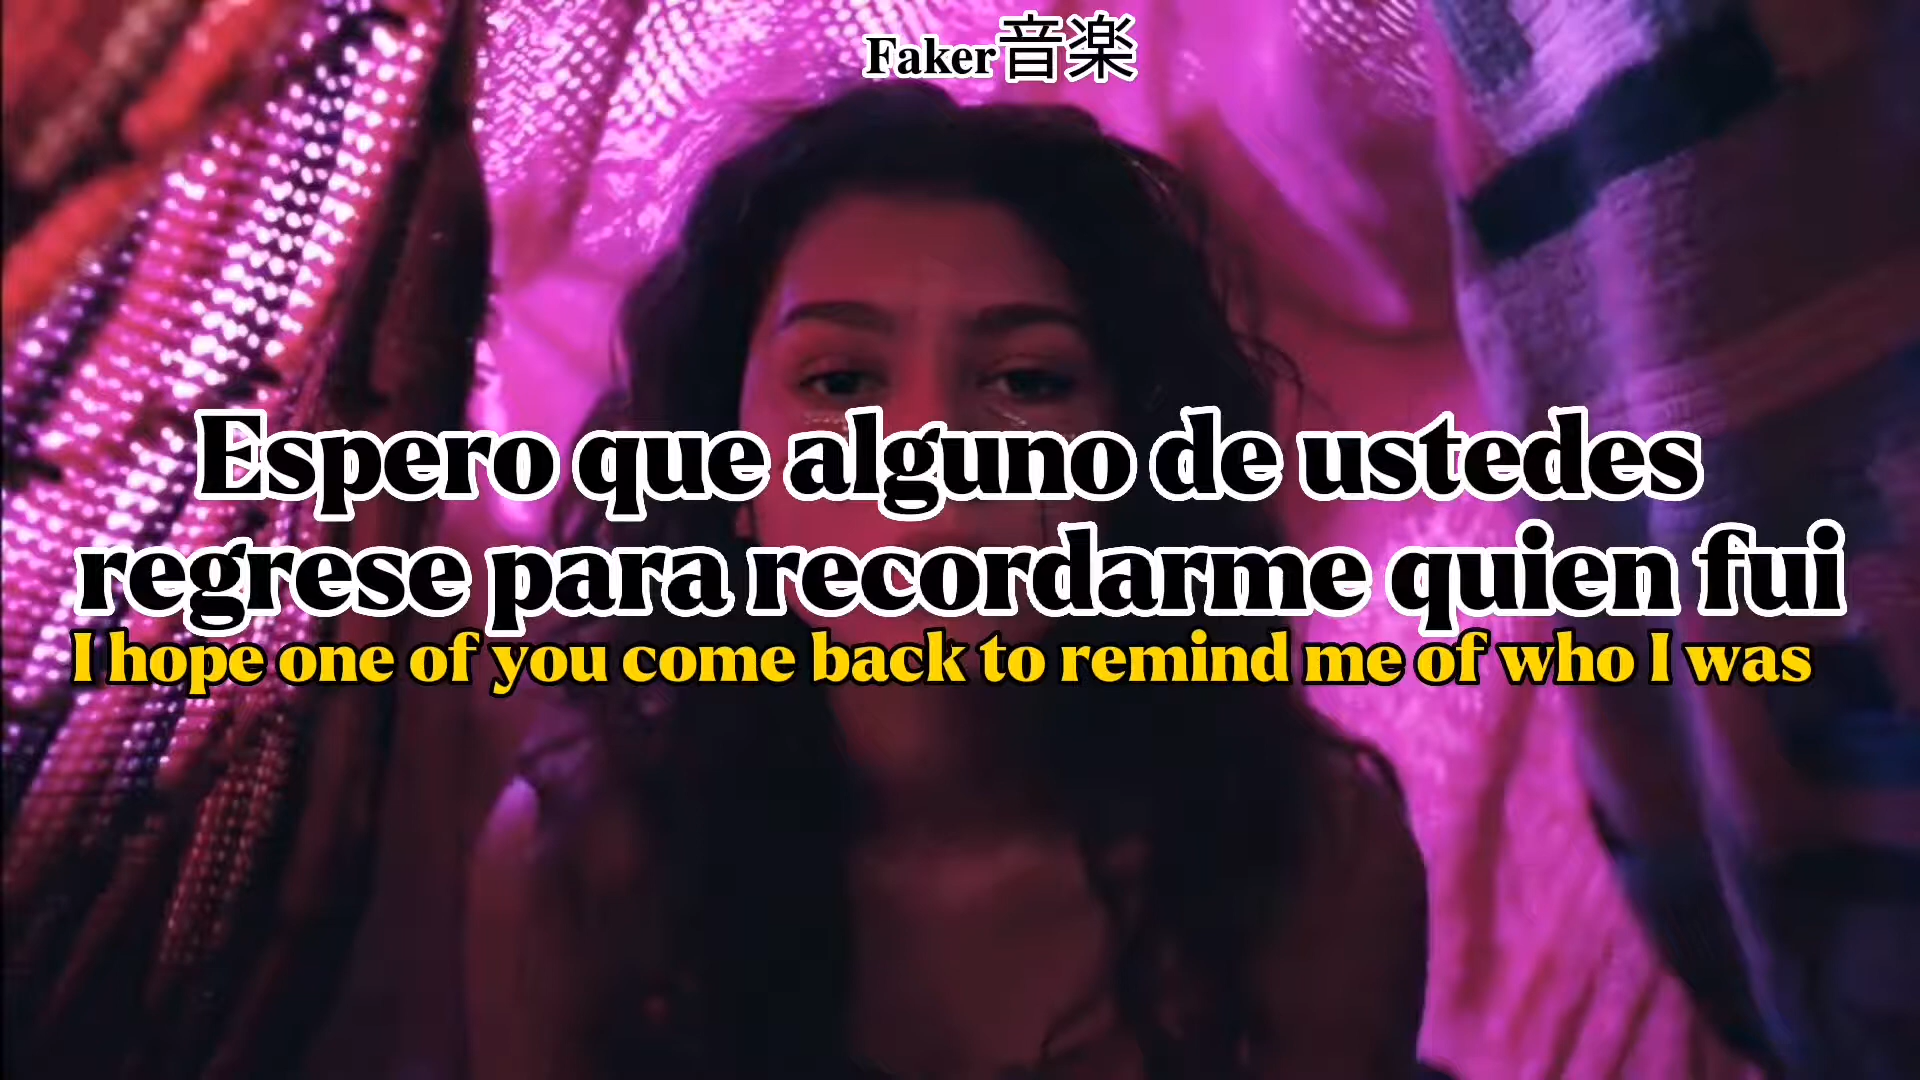 Faker音楽
Espero que alguno de ustedes
regrese para recordarme quien fui
I hope one of you come back to remind me of who I was